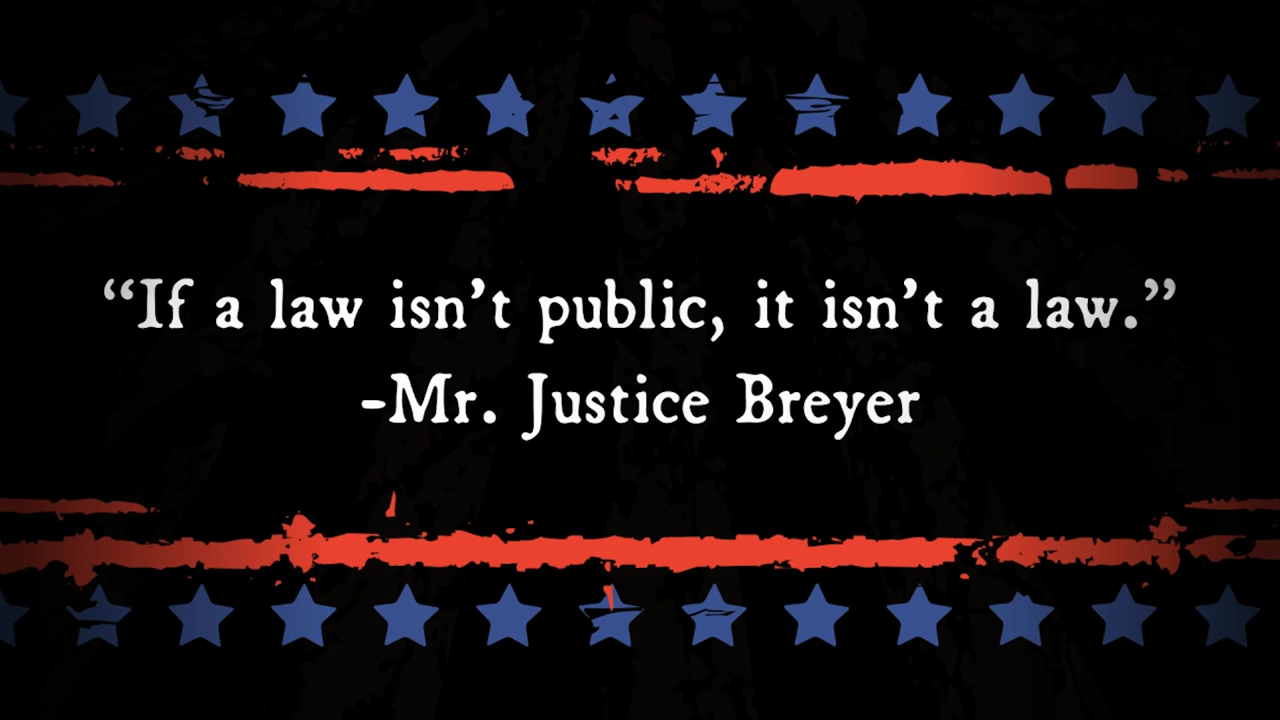 “If a law isn’t public, it isn’t a law.”
-Mr. Justice Breyer